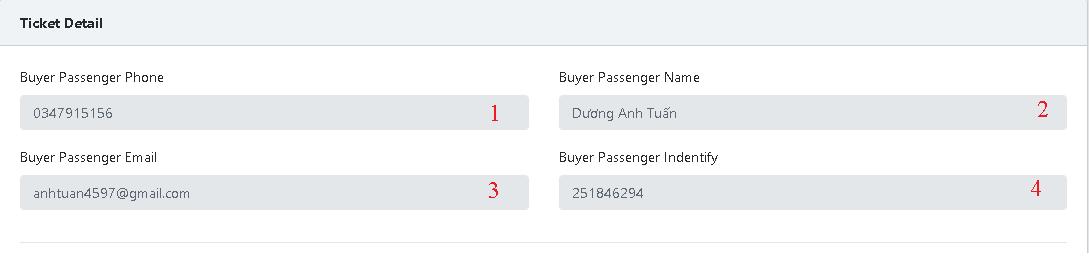 Ticket Detail
Buyer Passenger Phone Buyer Passenger Name
0347915156 1 Dương Anh Tuấn 2
Buyer Passenger Email Buyer Passenger Indentify
anhtuan4597@gmail.com 3 251846294 4